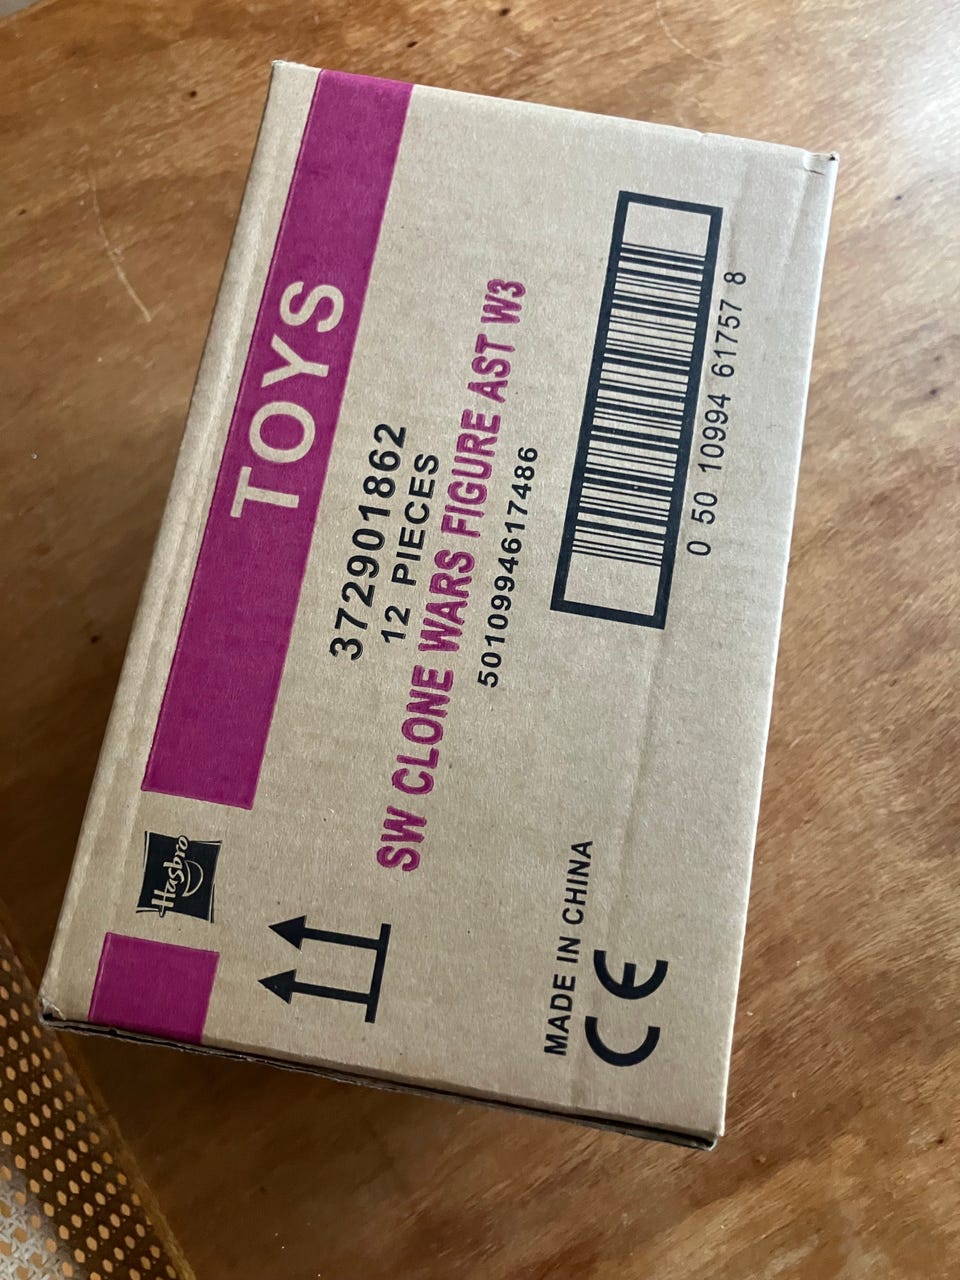 TOYS
Hasbro
372901862
12 PIECES
SW CLONE WARS FIGURE AST W3
5010994617486
0 50 10994 61757 8
MADE IN CHINA
CE